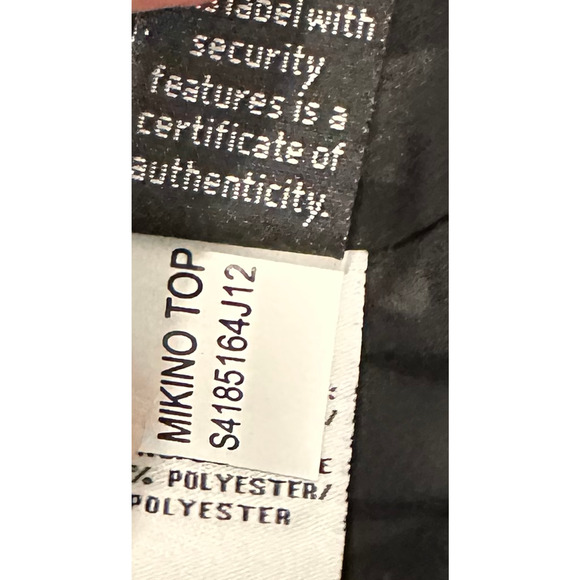 label with
security
features is a
certificate of
authenticity.
MIKINO TOP
S4185164J12
E
% POLYESTER/
POLYESTER